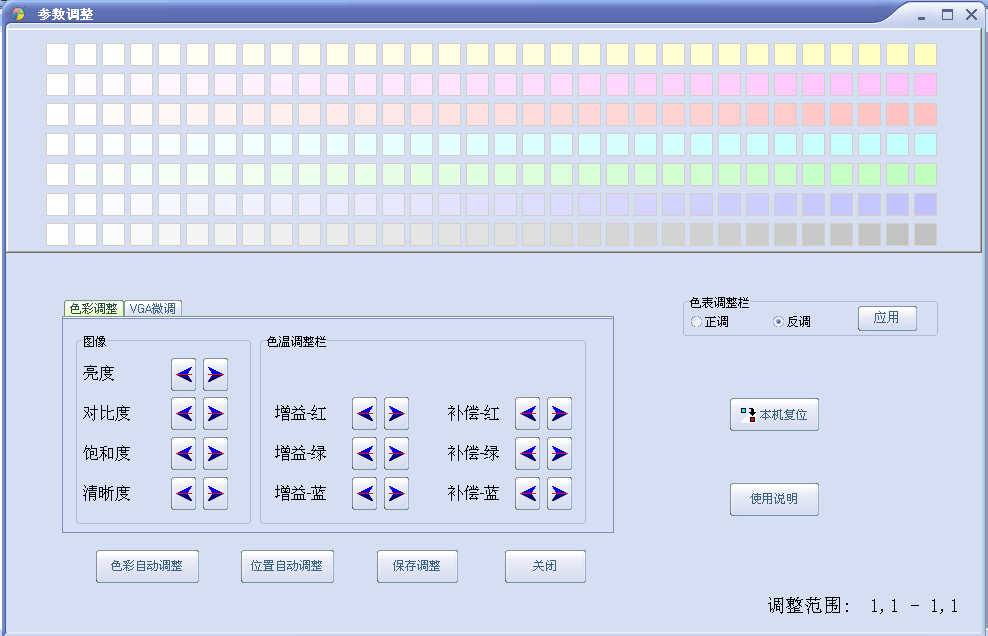 参数调整
色彩调整 VGA微调
色表调整栏
正调 反调 应用
图像 色温调整栏
亮度
对比度 增益-红 补偿-红
本机复位
饱和度 增益-绿 补偿-绿
清晰度 增益-蓝 补偿-蓝
使用说明
色彩自动调整 位置自动调整 保存调整 关闭
调整范围: 1,1 - 1,1